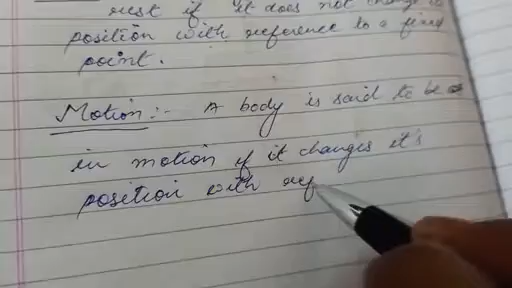 rest if it does not change it
position with reference to a fixed
point.
Motion:- A body is said to be
in motion if it changes it's
position with ref